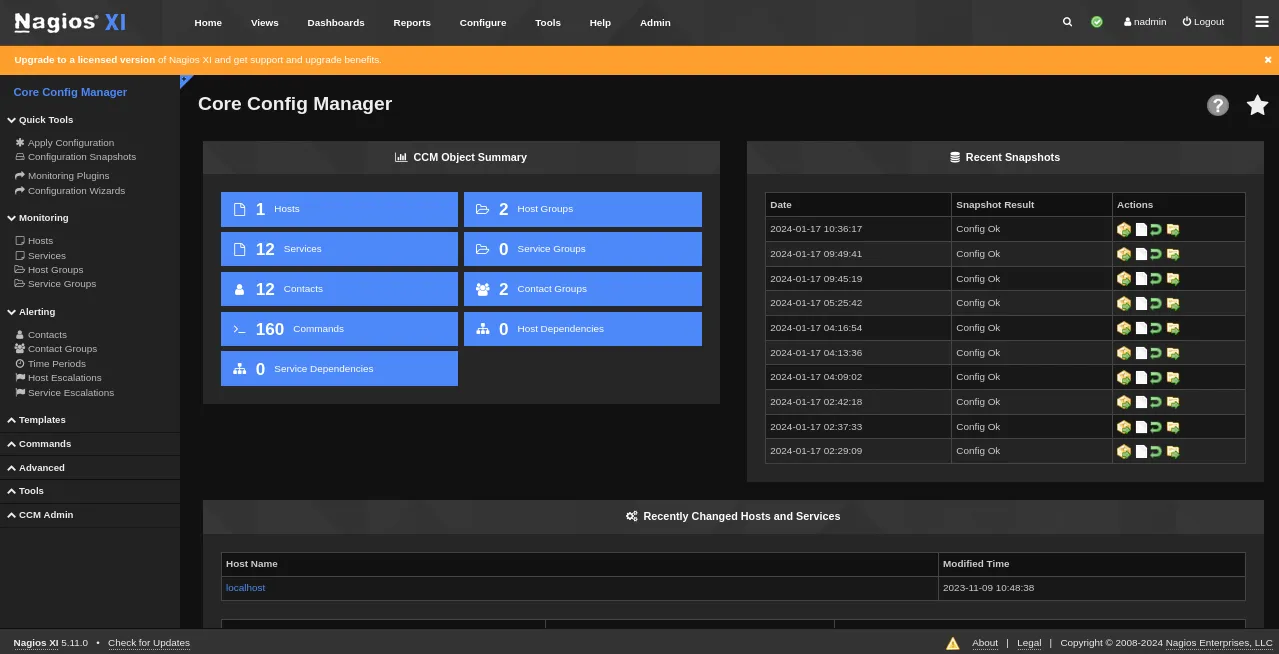 Nagios® XI Home Views Dashboards Reports Configure Tools Help Admin nadmin Logout
Upgrade to a licensed version of Nagios XI and get support and upgrade benefits.
Core Config Manager
Quick Tools
Apply Configuration
Configuration Snapshots
Monitoring Plugins
Configuration Wizards
Monitoring
Hosts
Services
Host Groups
Service Groups
Alerting
Contacts
Contact Groups
Time Periods
Host Escalations
Service Escalations
Templates
Commands
Advanced
Tools
CCM Admin
Core Config Manager
CCM Object Summary
1 Hosts
2 Host Groups
12 Services
0 Service Groups
12 Contacts
2 Contact Groups
160 Commands
0 Host Dependencies
0 Service Dependencies
Recent Snapshots
Date Snapshot Result Actions
2024-01-17 10:36:17 Config Ok
2024-01-17 09:49:41 Config Ok
2024-01-17 09:45:19 Config Ok
2024-01-17 05:25:42 Config Ok
2024-01-17 04:16:54 Config Ok
2024-01-17 04:13:36 Config Ok
2024-01-17 04:09:02 Config Ok
2024-01-17 02:42:18 Config Ok
2024-01-17 02:37:33 Config Ok
2024-01-17 02:29:09 Config Ok
Recently Changed Hosts and Services
Host Name Modified Time
localhost 2023-11-09 10:48:38
Nagios XI 5.11.0 • Check for Updates About | Legal | Copyright © 2008-2024 Nagios Enterprises, LLC